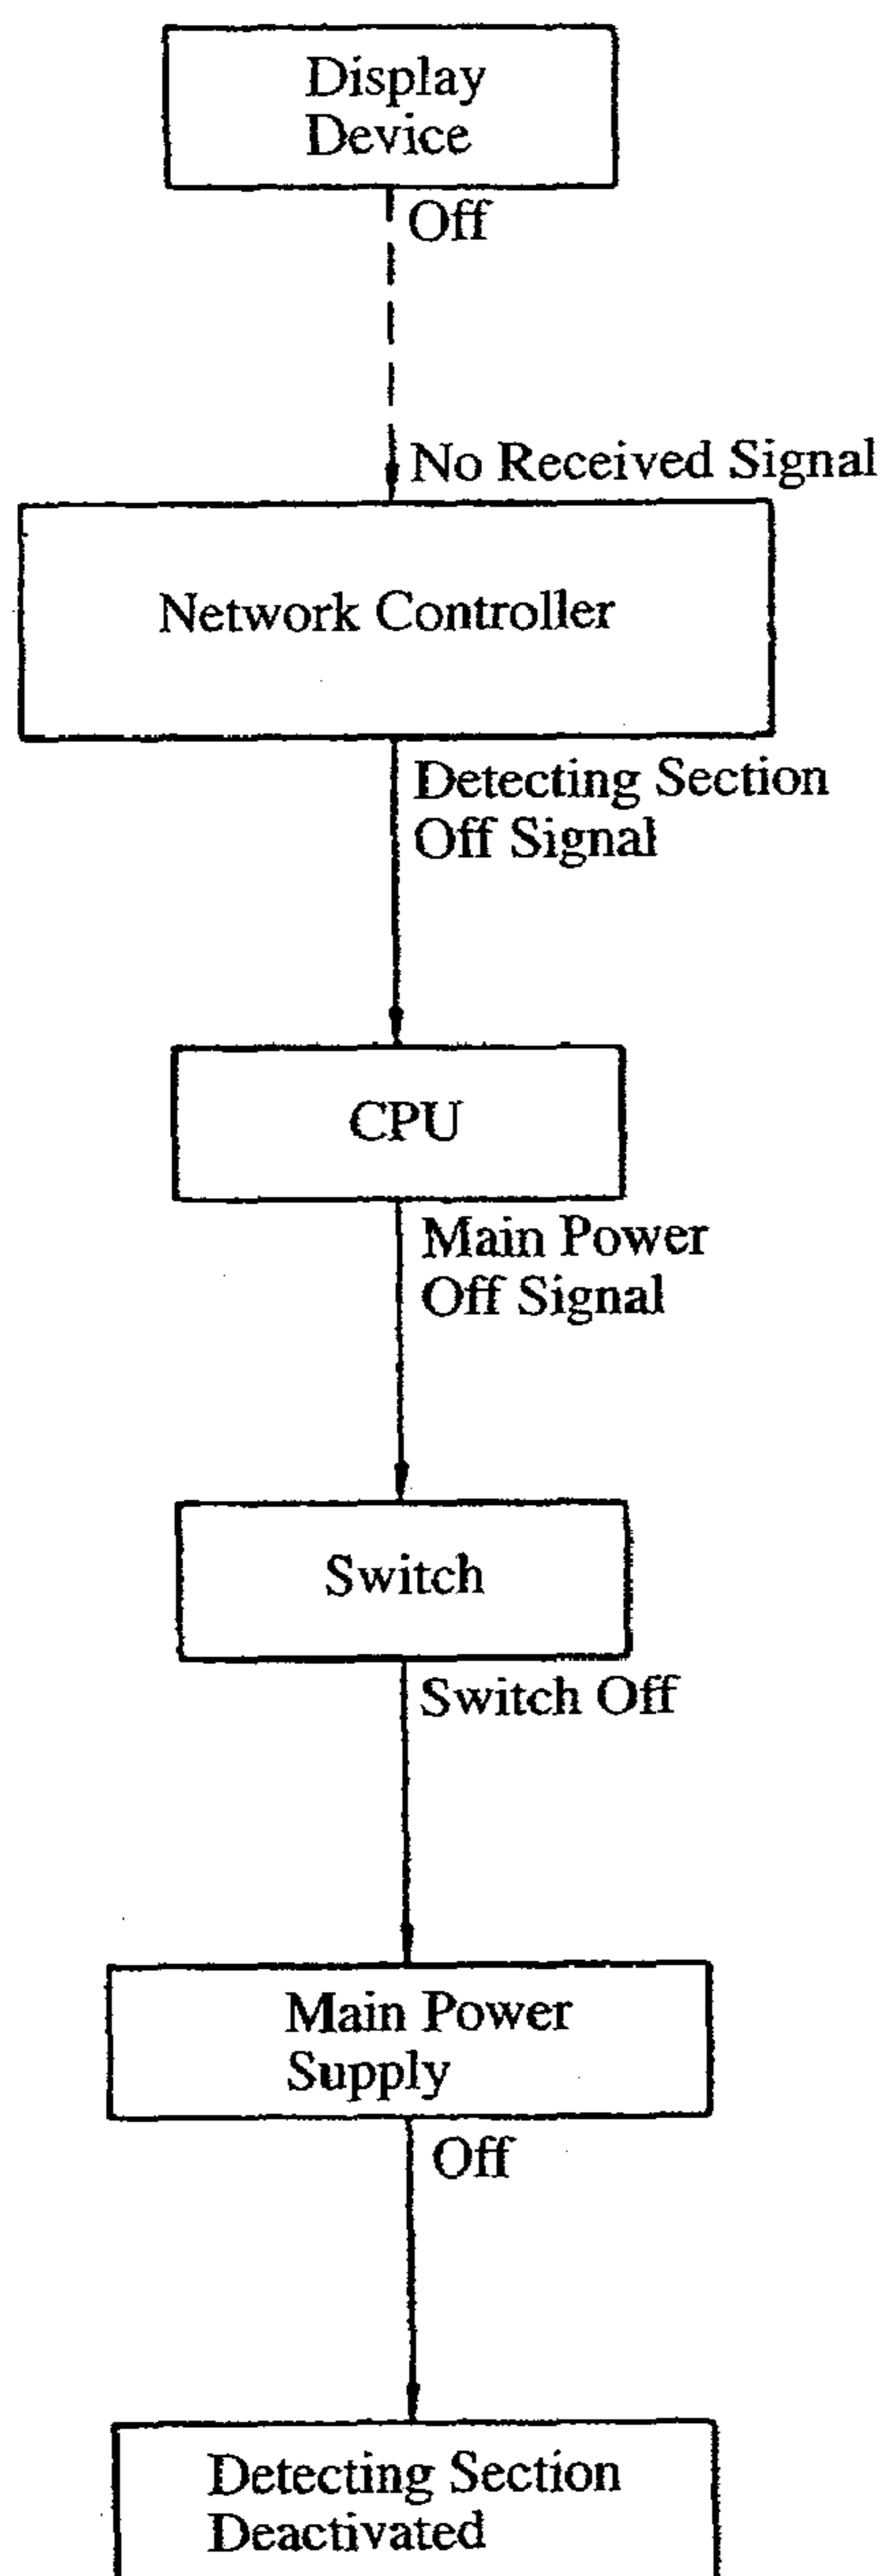 Display
Device
Off
No Received Signal
Network Controller
Detecting Section
Off Signal
CPU
Main Power
Off Signal
Switch
Switch Off
Main Power
Supply
Off
Detecting Section
Deactivated